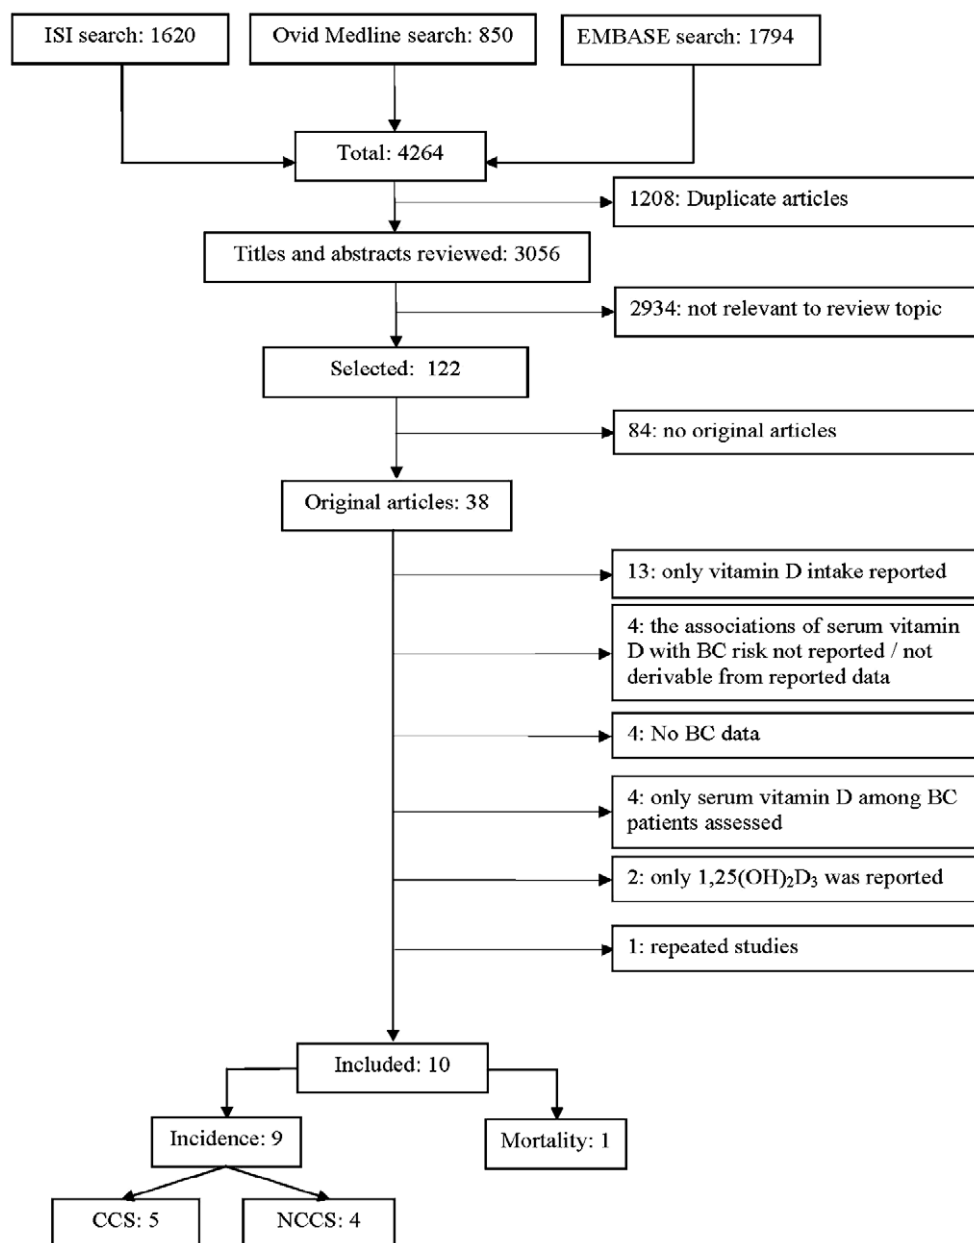 ISI search: 1620
Ovid Medline search: 850
EMBASE search: 1794
Total: 4264
1208: Duplicate articles
Titles and abstracts reviewed: 3056
2934: not relevant to review topic
Selected: 122
84: no original articles
Original articles: 38
13: only vitamin D intake reported
4: the associations of serum vitamin
D with BC risk not reported / not
derivable from reported data
4: No BC data
4: only serum vitamin D among BC
patients assessed
2: only 1,25(OH)₂D₃ was reported
1: repeated studies
Included: 10
Incidence: 9
Mortality: 1
CCS: 5
NCCS: 4